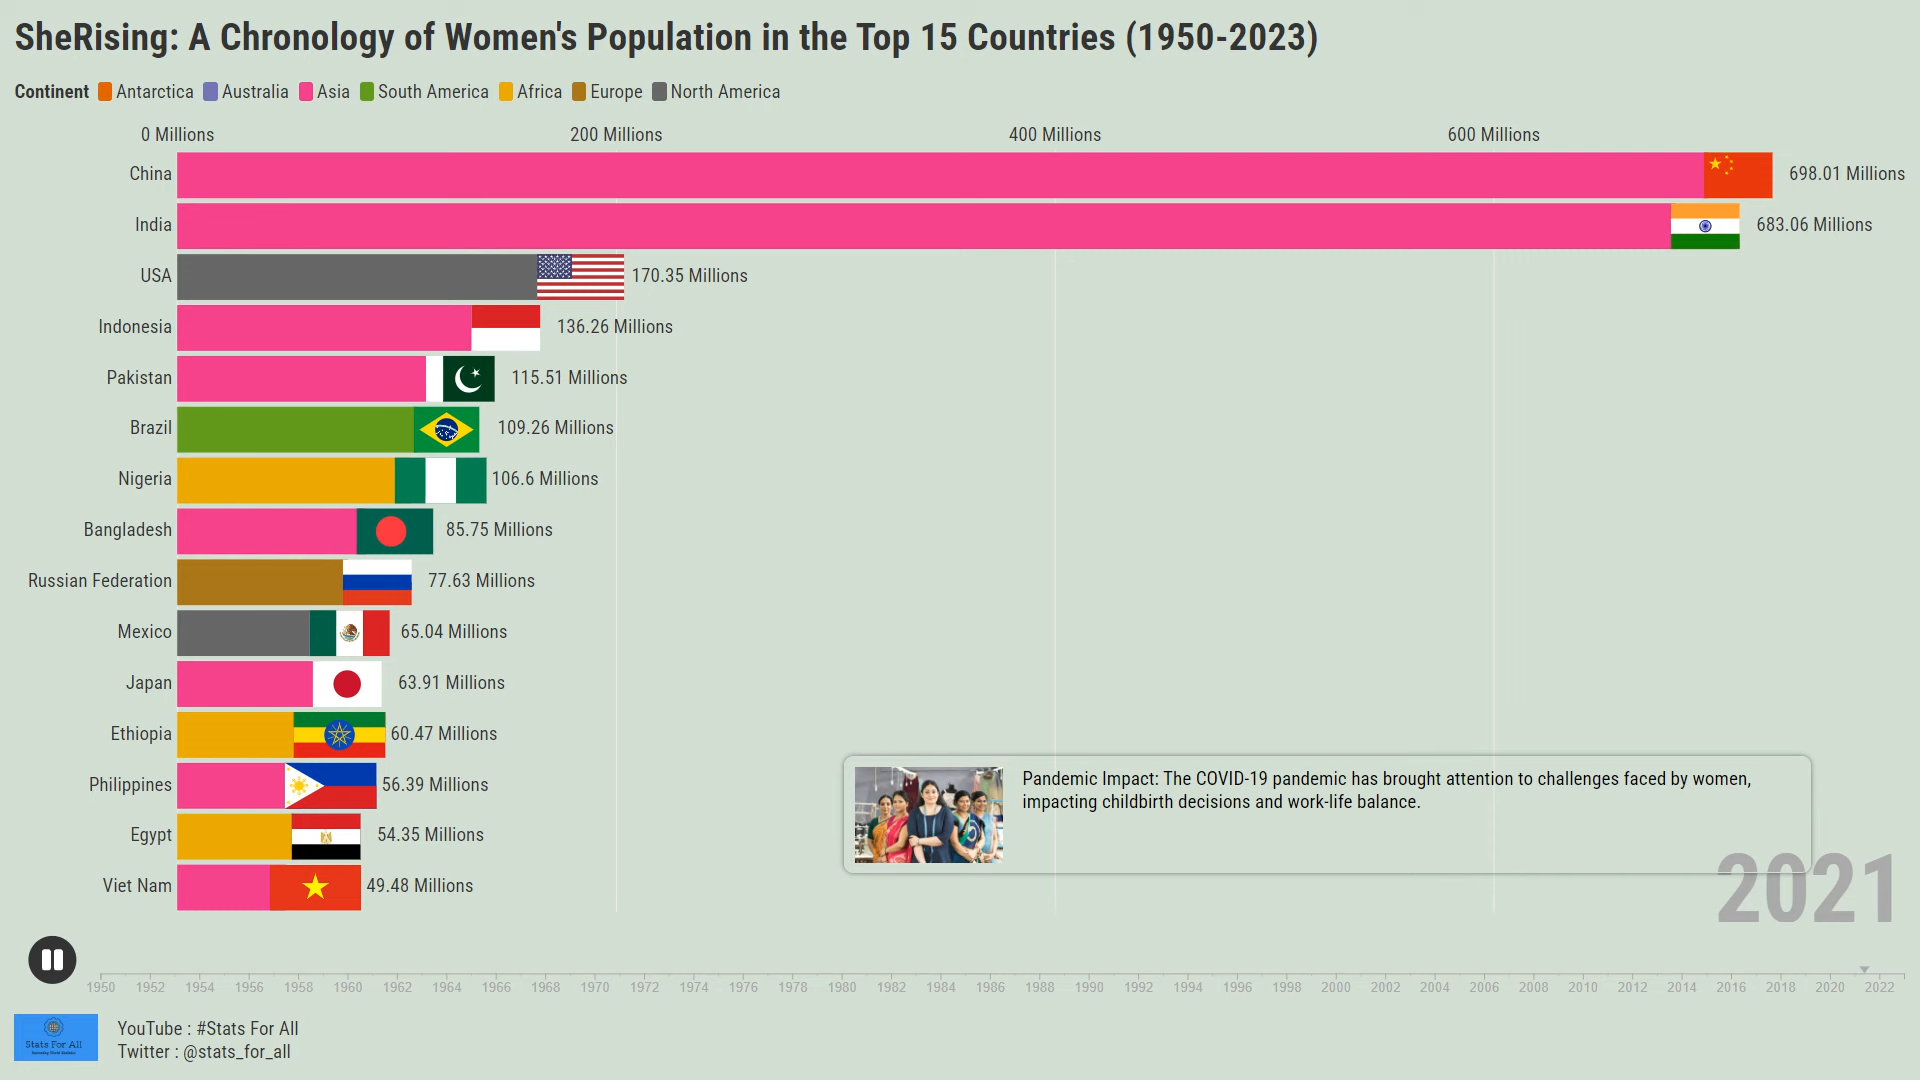 SheRising: A Chronology of Women's Population in the Top 15 Countries (1950-2023)
Continent Antarctica Australia Asia South America Africa Europe North America
0 Millions 200 Millions 400 Millions 600 Millions
China 698.01 Millions
India 683.06 Millions
USA 170.35 Millions
Indonesia 136.26 Millions
Pakistan 115.51 Millions
Brazil 109.26 Millions
Nigeria 106.6 Millions
Bangladesh 85.75 Millions
Russian Federation 77.63 Millions
Mexico 65.04 Millions
Japan 63.91 Millions
Ethiopia 60.47 Millions
Philippines 56.39 Millions
Egypt 54.35 Millions
Viet Nam 49.48 Millions
Pandemic Impact: The COVID-19 pandemic has brought attention to challenges faced by women,
impacting childbirth decisions and work-life balance.
2021
1950 1952 1954 1956 1958 1960 1962 1964 1966 1968 1970 1972 1974 1976 1978 1980 1982 1984 1986 1988 1990 1992 1994 1996 1998 2000 2002 2004 2006 2008 2010 2012 2014 2016 2018 2020 2022
Stats For All
YouTube : #Stats For All
Twitter : @stats_for_all